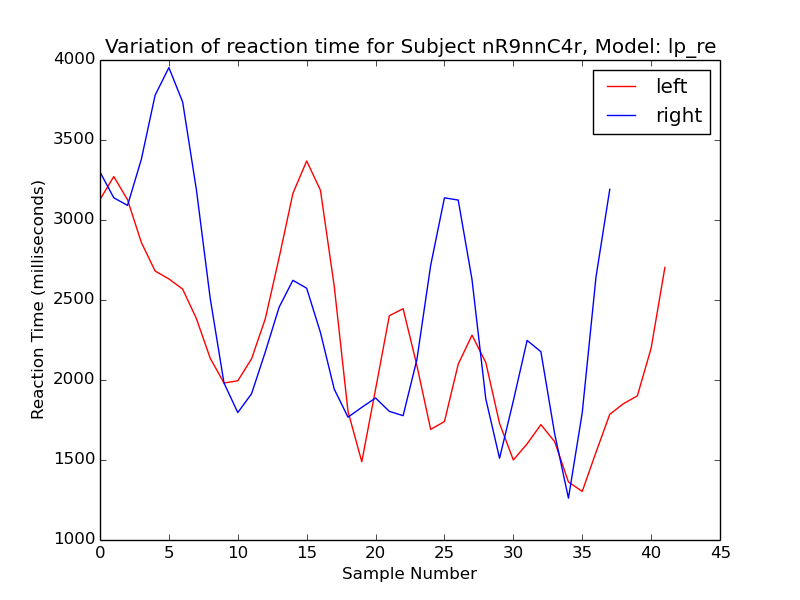 Variation of reaction time for Subject nR9nnC4r, Model: lp_re
left
right
Reaction Time (milliseconds)
4000
3500
3000
2500
2000
1500
1000
0 5 10 15 20 25 30 35 40 45
Sample Number